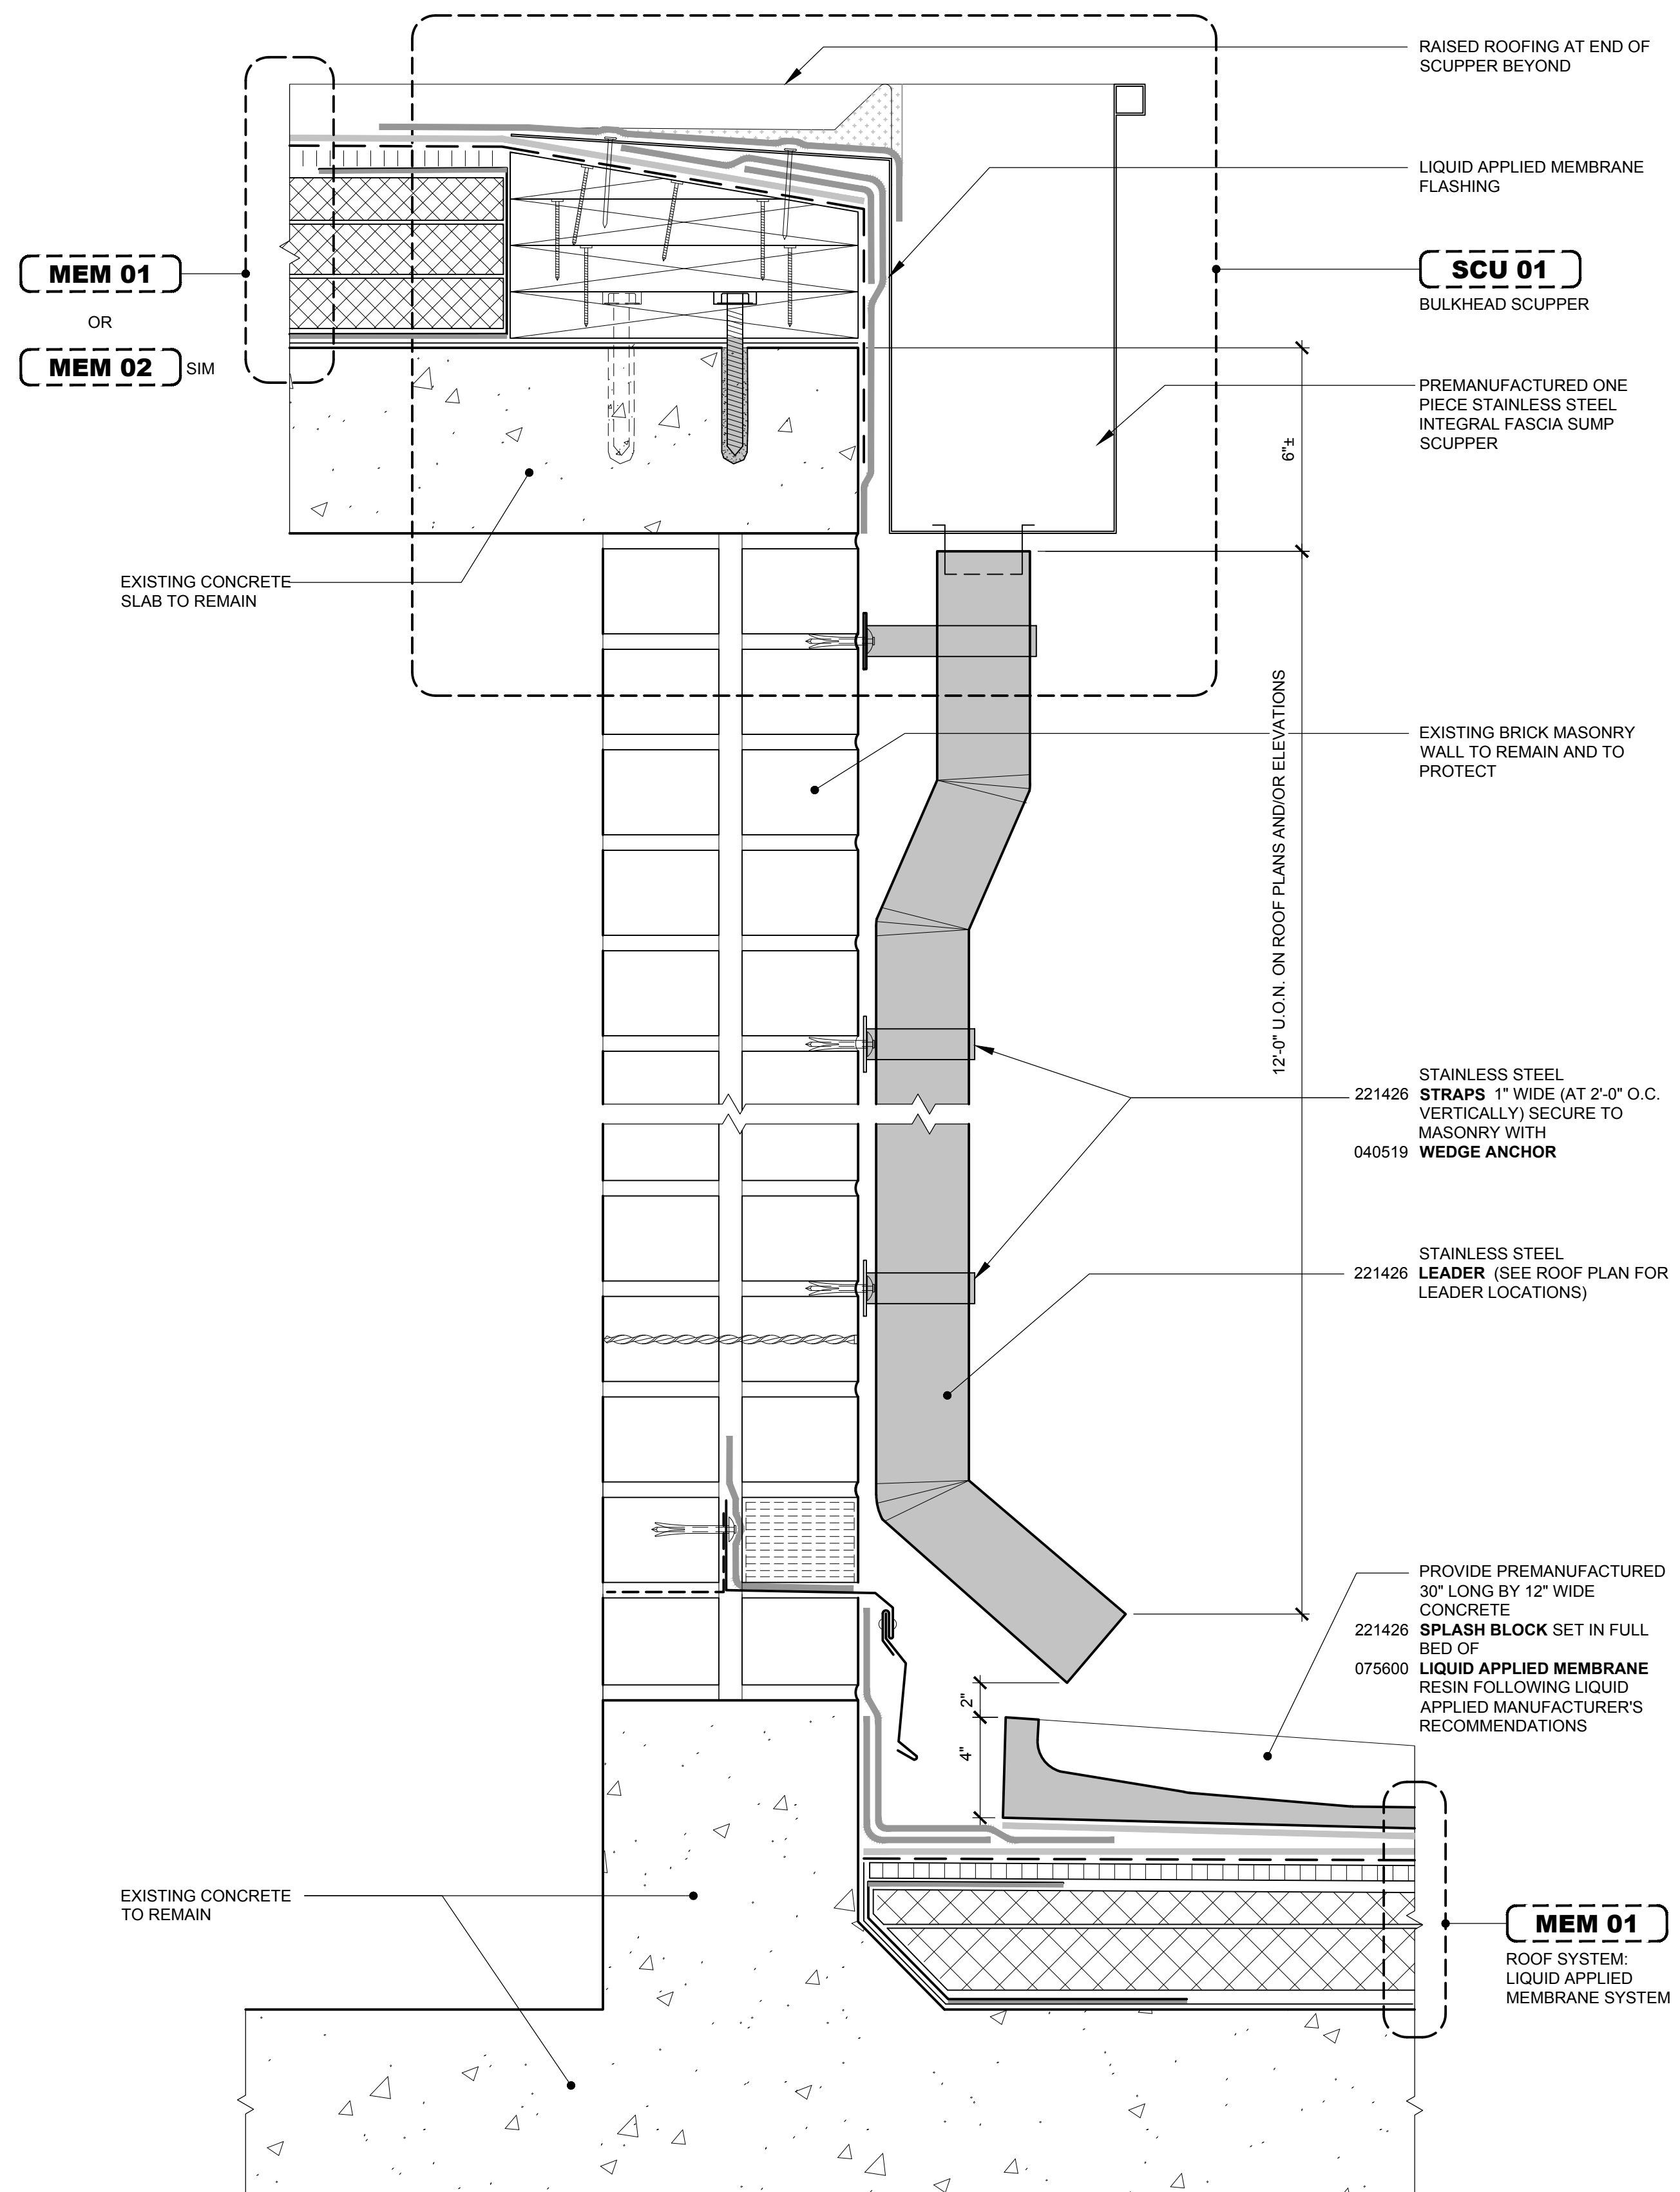 RAISED ROOFING AT END OF
SCUPPER BEYOND
LIQUID APPLIED MEMBRANE
FLASHING
MEM 01
OR
MEM 02 SIM
SCU 01
BULKHEAD SCUPPER
PREMANUFACTURED ONE
PIECE STAINLESS STEEL
INTEGRAL FASCIA SUMP
SCUPPER
6"±
EXISTING CONCRETE
SLAB TO REMAIN
12'-0" U.O.N. ON ROOF PLANS AND/OR ELEVATIONS
EXISTING BRICK MASONRY
WALL TO REMAIN AND TO
PROTECT
STAINLESS STEEL
221426 STRAPS 1" WIDE (AT 2'-0" O.C.
VERTICALLY) SECURE TO
MASONRY WITH
040519 WEDGE ANCHOR
STAINLESS STEEL
221426 LEADER (SEE ROOF PLAN FOR
LEADER LOCATIONS)
PROVIDE PREMANUFACTURED
30" LONG BY 12" WIDE
CONCRETE
221426 SPLASH BLOCK SET IN FULL
BED OF
075600 LIQUID APPLIED MEMBRANE
RESIN FOLLOWING LIQUID
APPLIED MANUFACTURER'S
RECOMMENDATIONS
2"
4"
EXISTING CONCRETE
TO REMAIN
MEM 01
ROOF SYSTEM:
LIQUID APPLIED
MEMBRANE SYSTEM